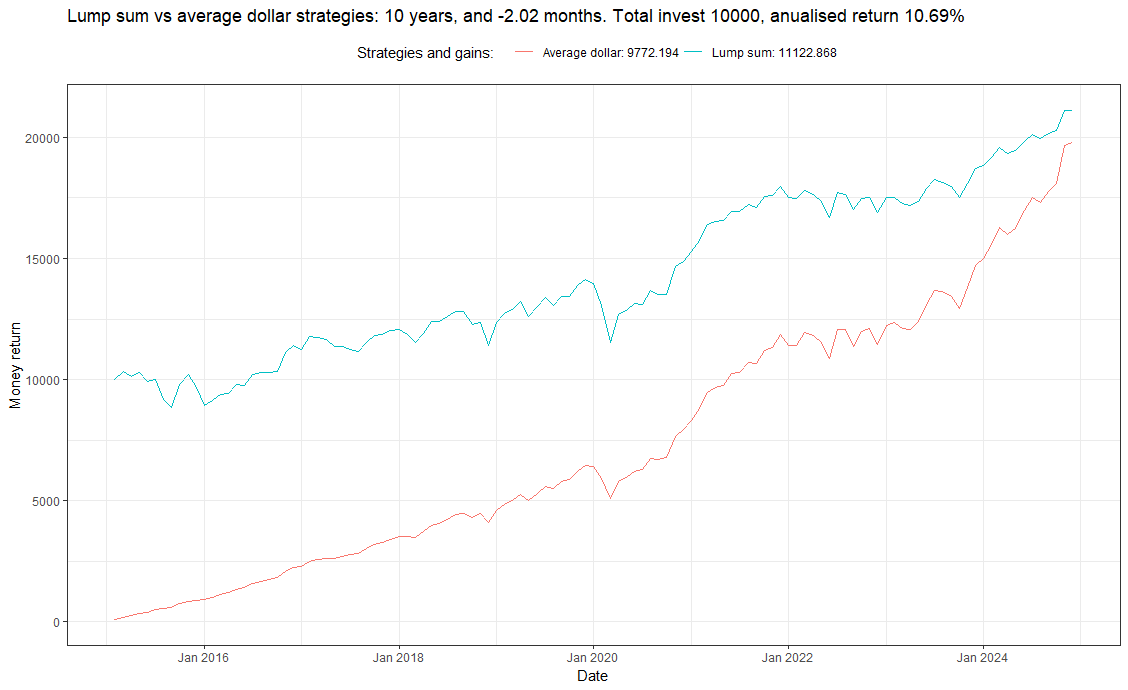 Lump sum vs average dollar strategies: 10 years, and -2.02 months. Total invest 10000, anualised return 10.69%
Strategies and gains: Average dollar: 9772.194 Lump sum: 11122.868
Money return
20000
15000
10000
5000
0
Jan 2016 Jan 2018 Jan 2020 Jan 2022 Jan 2024
Date